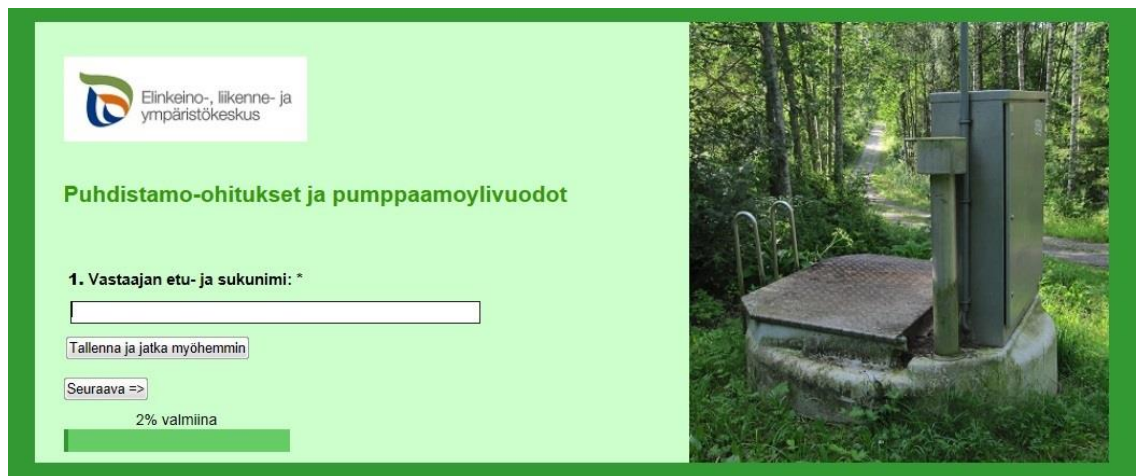 Elinkeino-, liikenne- ja
ympäristökeskus
Puhdistamo-ohitukset ja pumppaamoylivuodot
1. Vastaajan etu- ja sukunimi: *
Tallenna ja jatka myöhemmin
Seuraava =>
2% valmiina